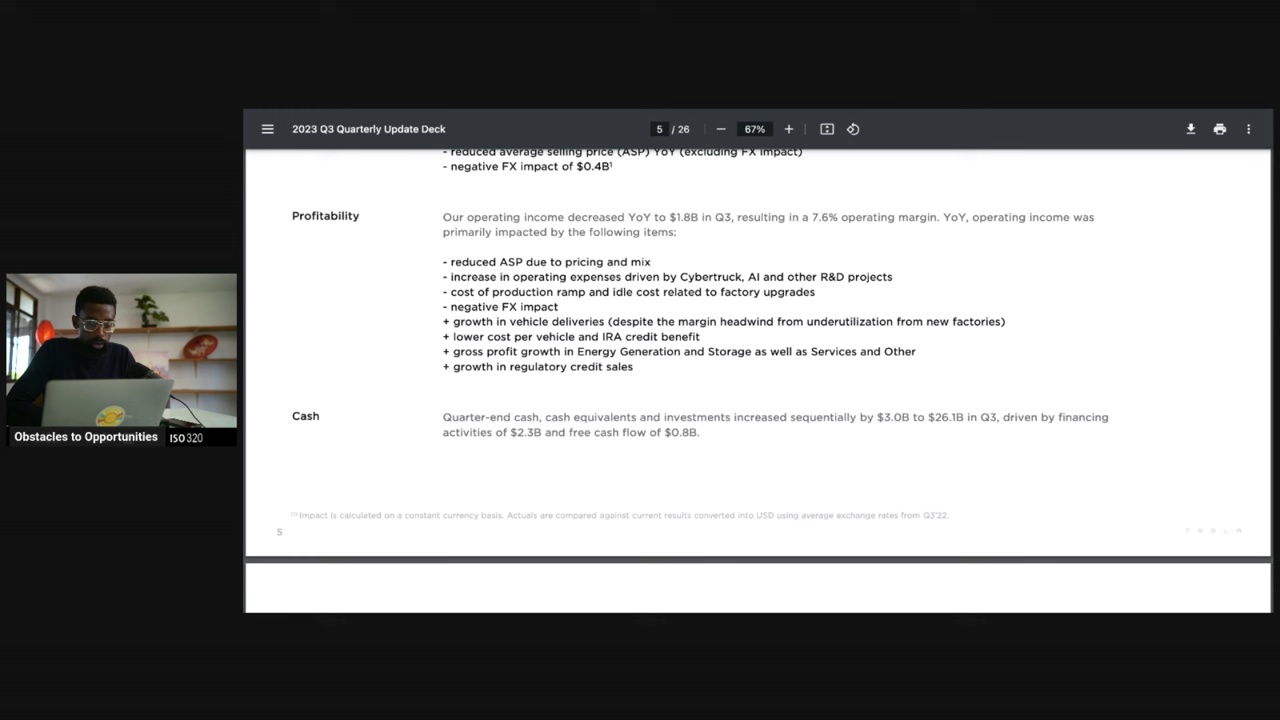 2023 Q3 Quarterly Update Deck
5 / 26
67%
- reduced average selling price (ASP) YoY (excluding FX impact)
- negative FX impact of $0.4B¹
Profitability
Our operating income decreased YoY to $1.8B in Q3, resulting in a 7.6% operating margin. YoY, operating income was
primarily impacted by the following items:
- reduced ASP due to pricing and mix
- increase in operating expenses driven by Cybertruck, AI and other R&D projects
- cost of production ramp and idle cost related to factory upgrades
- negative FX impact
+ growth in vehicle deliveries (despite the margin headwind from underutilization from new factories)
+ lower cost per vehicle and IRA credit benefit
+ gross profit growth in Energy Generation and Storage as well as Services and Other
+ growth in regulatory credit sales
Cash
Quarter-end cash, cash equivalents and investments increased sequentially by $3.0B to $26.1B in Q3, driven by financing
activities of $2.3B and free cash flow of $0.8B.
Impact is calculated on a constant currency basis. Actuals are compared against current results converted into USD using average exchange rates from Q3'22.
5
T E S L A
Obstacles to Opportunities
ISO 320